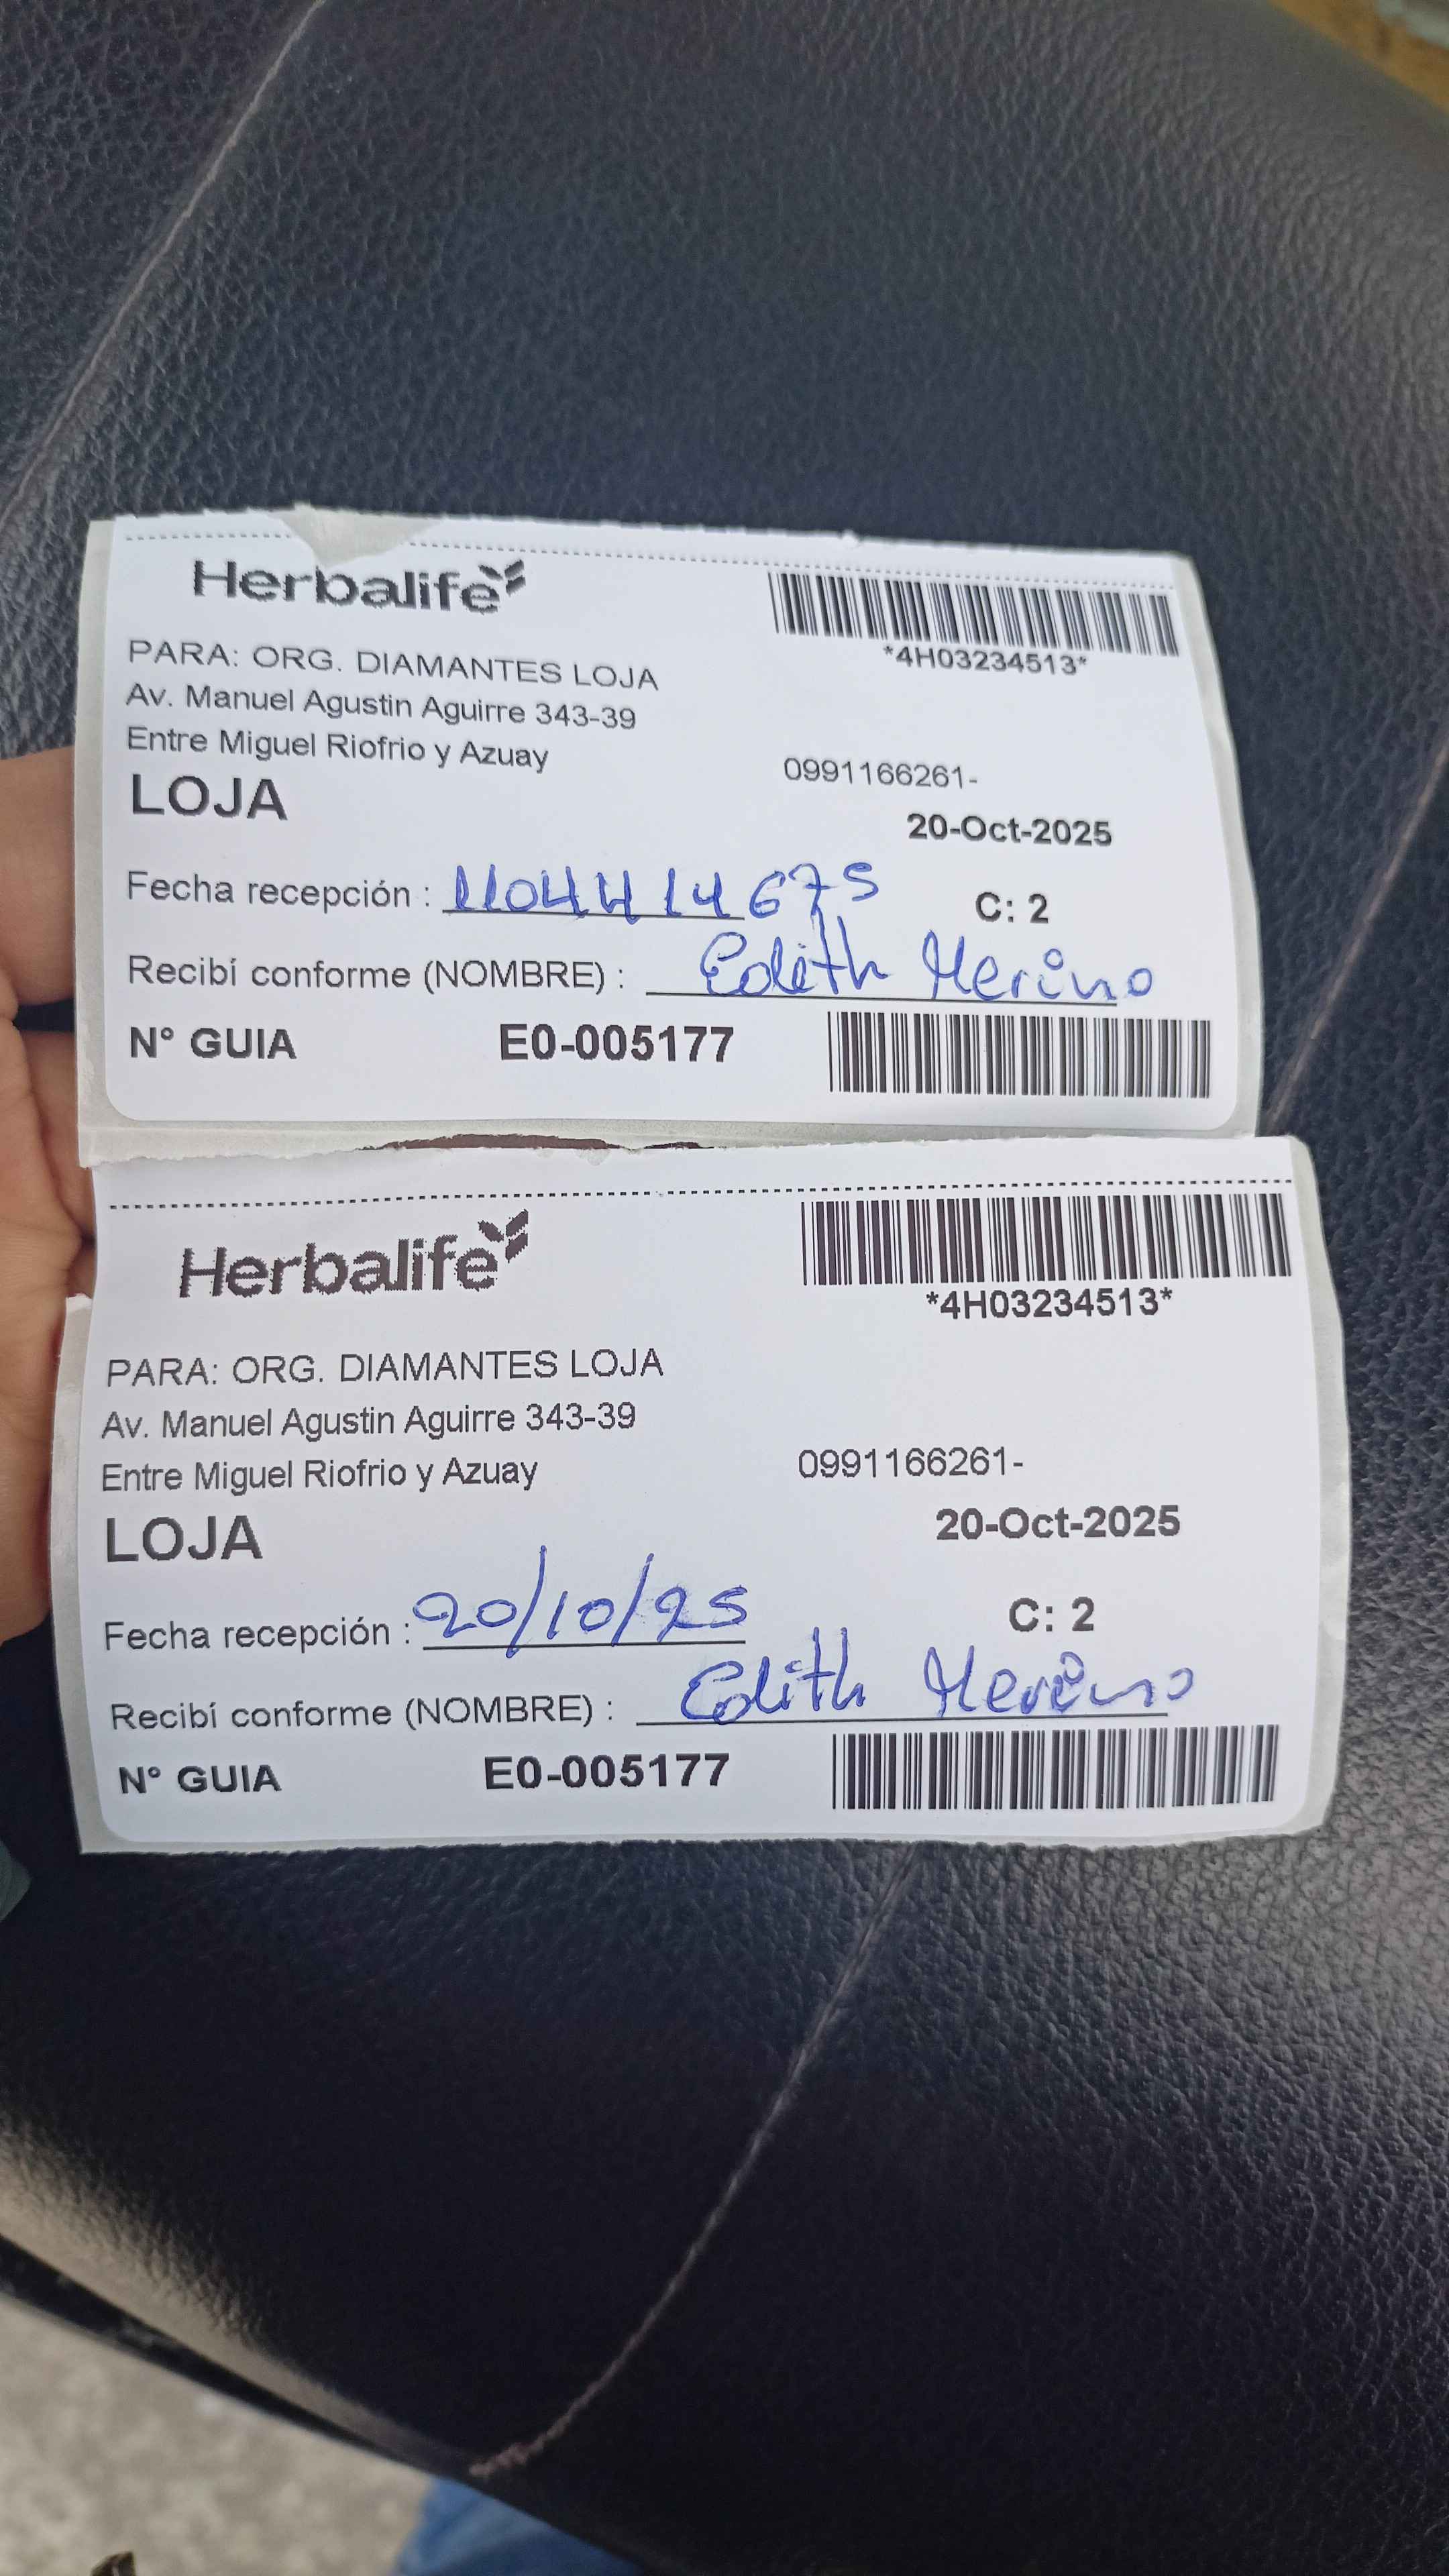 Herbalife
*4H03234513*
PARA: ORG. DIAMANTES LOJA
Av. Manuel Agustin Aguirre 343-39
Entre Miguel Riofrio y Azuay
0991166261-
LOJA
20-Oct-2025
Fecha recepción : 1104414675
C: 2
Recibí conforme (NOMBRE) : Edith Merino
N° GUIA E0-005177
Herbalife
*4H03234513*
PARA: ORG. DIAMANTES LOJA
Av. Manuel Agustin Aguirre 343-39
Entre Miguel Riofrio y Azuay
0991166261-
LOJA
20-Oct-2025
Fecha recepción : 20/10/25
C: 2
Recibí conforme (NOMBRE) : Edith Merino
N° GUIA E0-005177